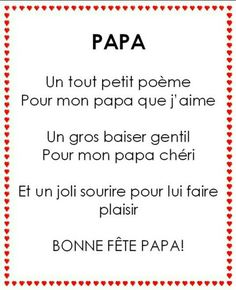 PAPA
Un tout petit poème
Pour mon papa que j'aime
Un gros baiser gentil
Pour mon papa chéri
Et un joli sourire pour lui faire
plaisir
BONNE FÊTE PAPA!